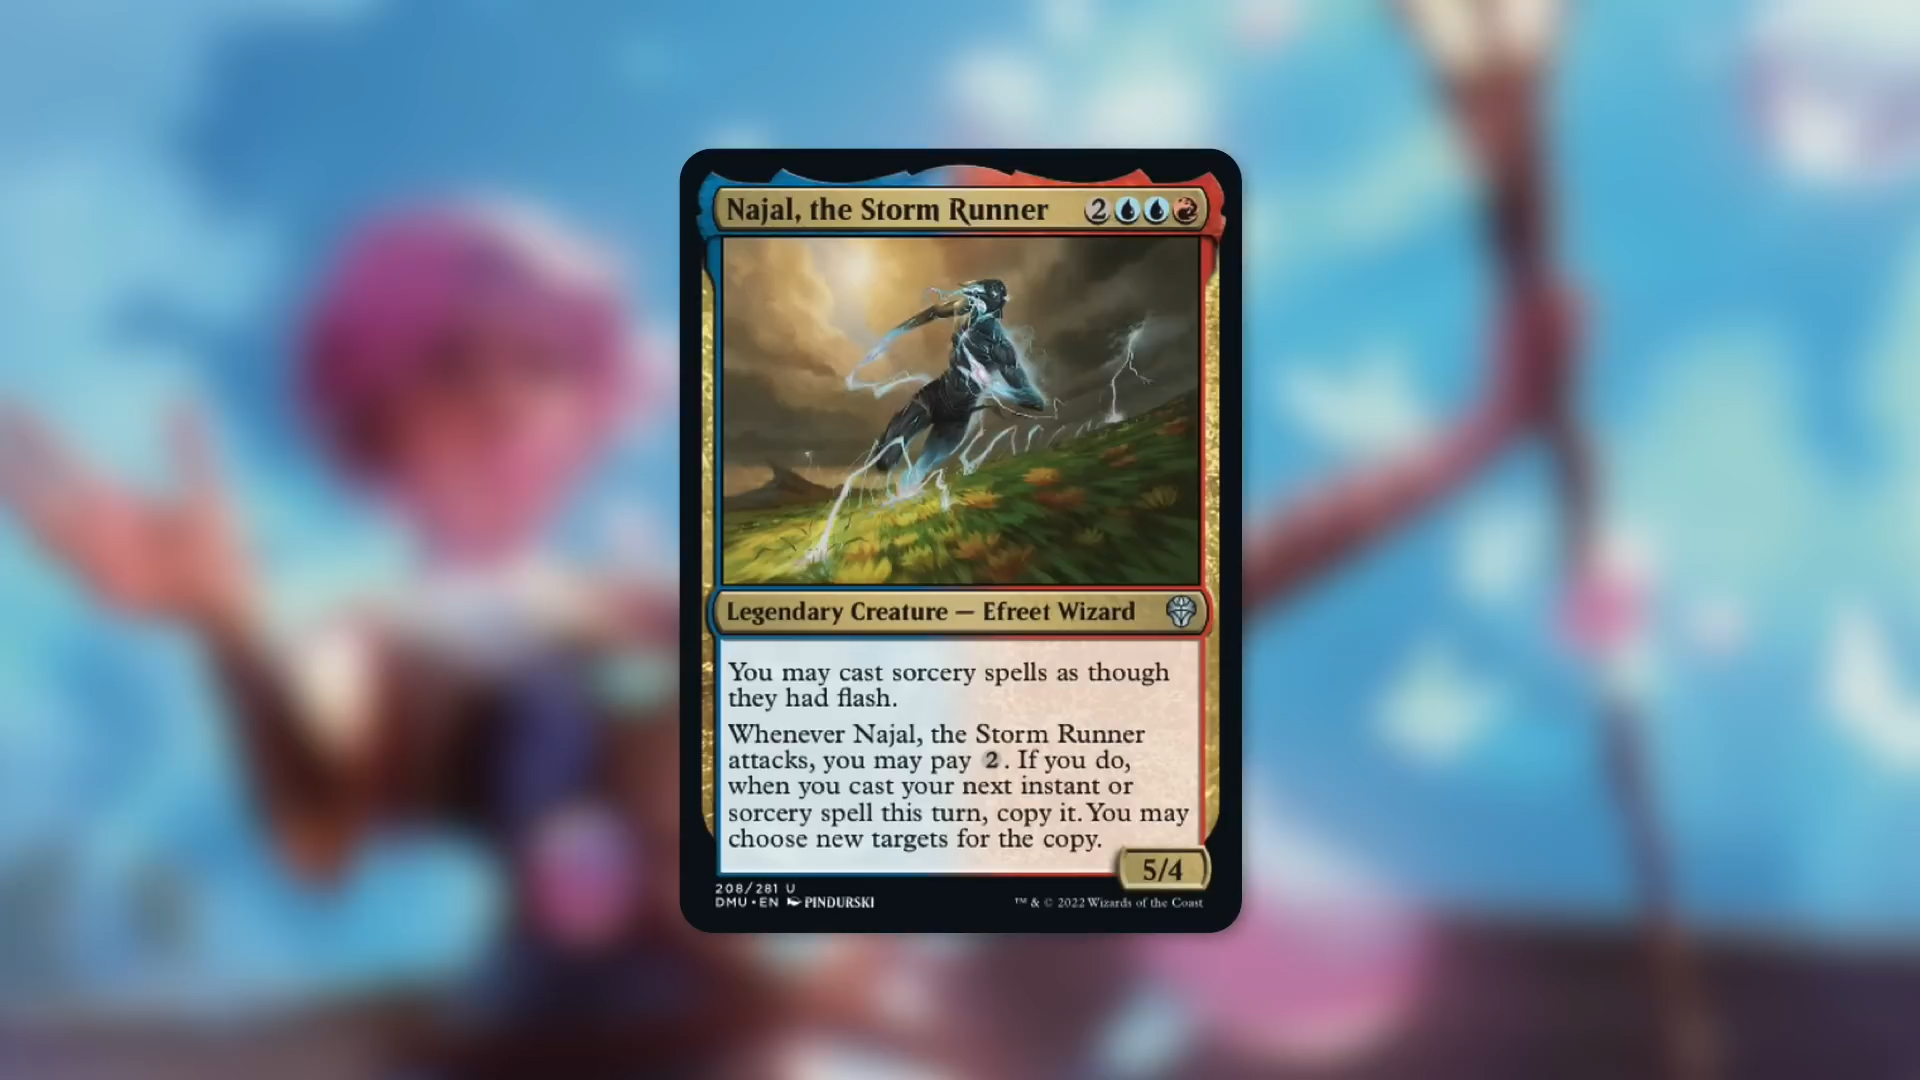 Najal, the Storm Runner 2
Legendary Creature — Efreet Wizard
You may cast sorcery spells as though
they had flash.
Whenever Najal, the Storm Runner
attacks, you may pay 2. If you do,
when you cast your next instant or
sorcery spell this turn, copy it. You may
choose new targets for the copy.
5/4
208/281 U
DMU • EN PINDURSKI
™ & © 2022 Wizards of the Coast